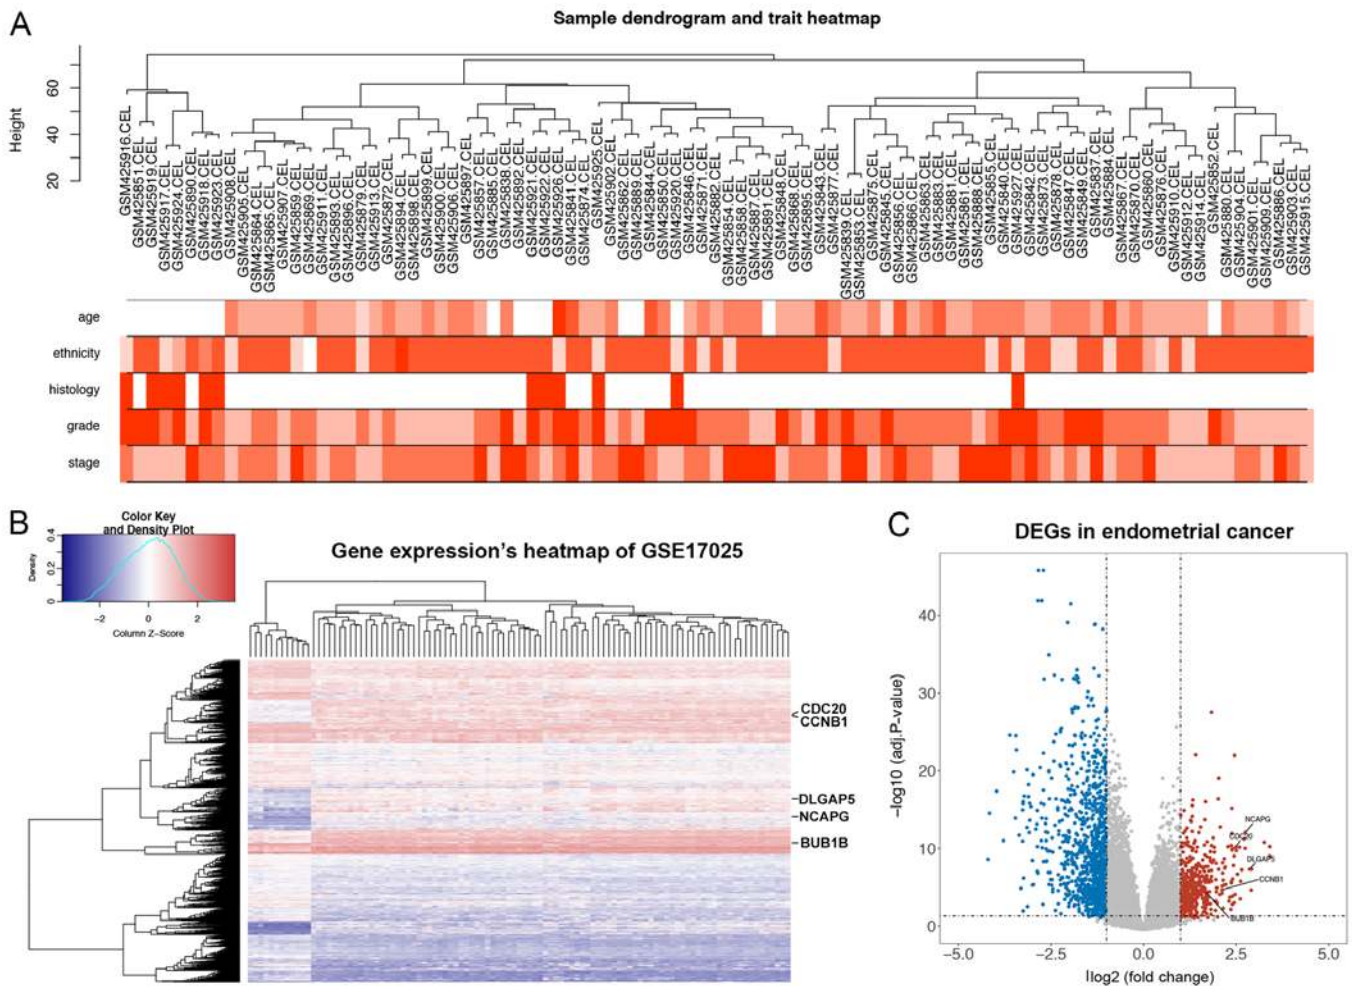 A
Sample dendrogram and trait heatmap
Height
60
40
20
GSM425916.CEL
GSM425851.CEL
GSM425919.CEL
GSM425917.CEL
GSM425924.CEL
GSM425890.CEL
GSM425918.CEL
GSM425923.CEL
GSM425908.CEL
GSM425905.CEL
GSM425864.CEL
GSM425865.CEL
GSM425907.CEL
GSM425859.CEL
GSM425869.CEL
GSM425911.CEL
GSM425893.CEL
GSM425896.CEL
GSM425879.CEL
GSM425913.CEL
GSM425872.CEL
GSM425894.CEL
GSM425898.CEL
GSM425899.CEL
GSM425900.CEL
GSM425906.CEL
GSM425897.CEL
GSM425857.CEL
GSM425885.CEL
GSM425838.CEL
GSM425892.CEL
GSM425921.CEL
GSM425922.CEL
GSM425926.CEL
GSM425841.CEL
GSM425874.CEL
GSM425925.CEL
GSM425902.CEL
GSM425862.CEL
GSM425889.CEL
GSM425844.CEL
GSM425850.CEL
GSM425920.CEL
GSM425846.CEL
GSM425871.CEL
GSM425882.CEL
GSM425854.CEL
GSM425858.CEL
GSM425887.CEL
GSM425891.CEL
GSM425848.CEL
GSM425868.CEL
GSM425895.CEL
GSM425843.CEL
GSM425877.CEL
GSM425839.CEL
GSM425853.CEL
GSM425875.CEL
GSM425845.CEL
GSM425856.CEL
GSM425866.CEL
GSM425863.CEL
GSM425883.CEL
GSM425881.CEL
GSM425861.CEL
GSM425888.CEL
GSM425855.CEL
GSM425840.CEL
GSM425927.CEL
GSM425842.CEL
GSM425873.CEL
GSM425847.CEL
GSM425849.CEL
GSM425837.CEL
GSM425884.CEL
GSM425867.CEL
GSM425870.CEL
GSM425860.CEL
GSM425876.CEL
GSM425910.CEL
GSM425912.CEL
GSM425914.CEL
GSM425852.CEL
GSM425880.CEL
GSM425904.CEL
GSM425901.CEL
GSM425909.CEL
GSM425886.CEL
GSM425903.CEL
GSM425915.CEL
age
ethnicity
histology
grade
stage
B
Color Key
and Density Plot
Density
0.4
0.2
0
−2 0 2
Column Z−Score
Gene expression's heatmap of GSE17025
CDC20
CCNB1
DLGAP5
NCAPG
BUB1B
C
DEGs in endometrial cancer
−log10 (adj.P−value)
40
30
20
10
0
NCAPG
CDC20
DLGAP5
CCNB1
BUB1B
−5.0 −2.5 0.0 2.5 5.0
log2 (fold change)